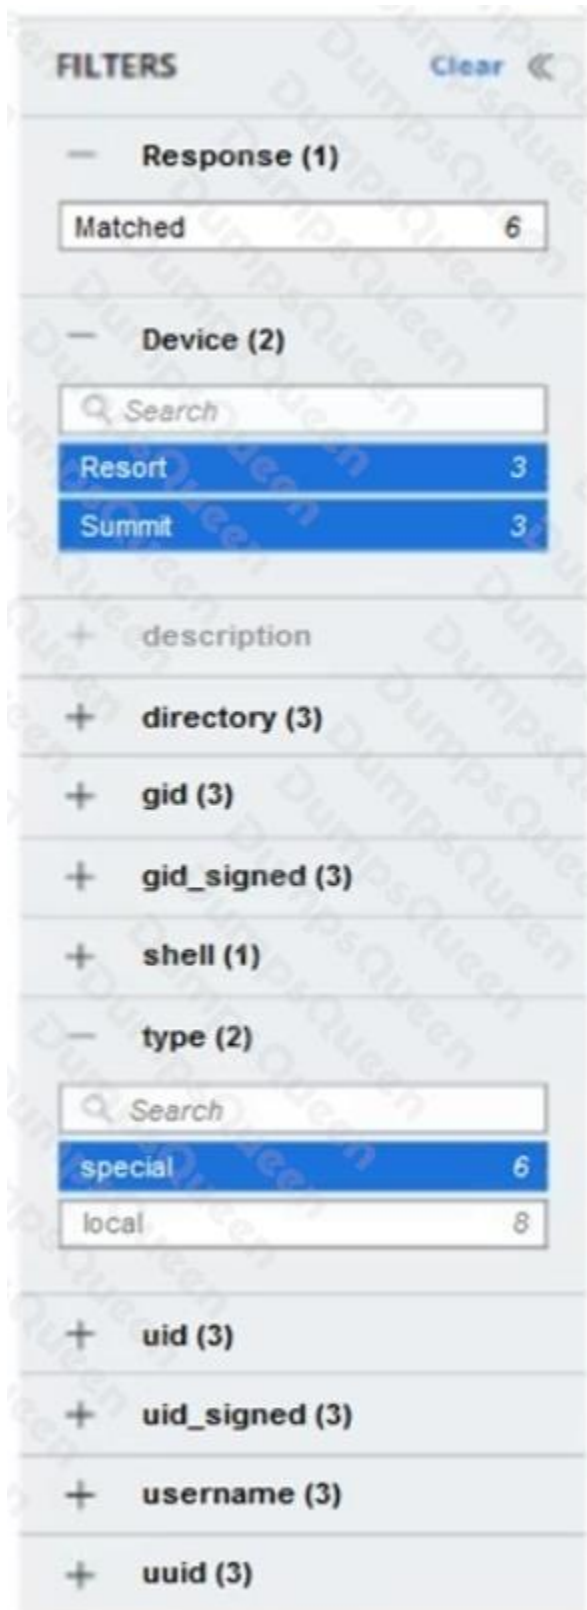 FILTERS Clear «
− Response (1)
Matched 6
− Device (2)
Search
Resort 3
Summit 3
+ description
+ directory (3)
+ gid (3)
+ gid_signed (3)
+ shell (1)
− type (2)
Search
special 6
local 8
+ uid (3)
+ uid_signed (3)
+ username (3)
+ uuid (3)
DumpsQueen